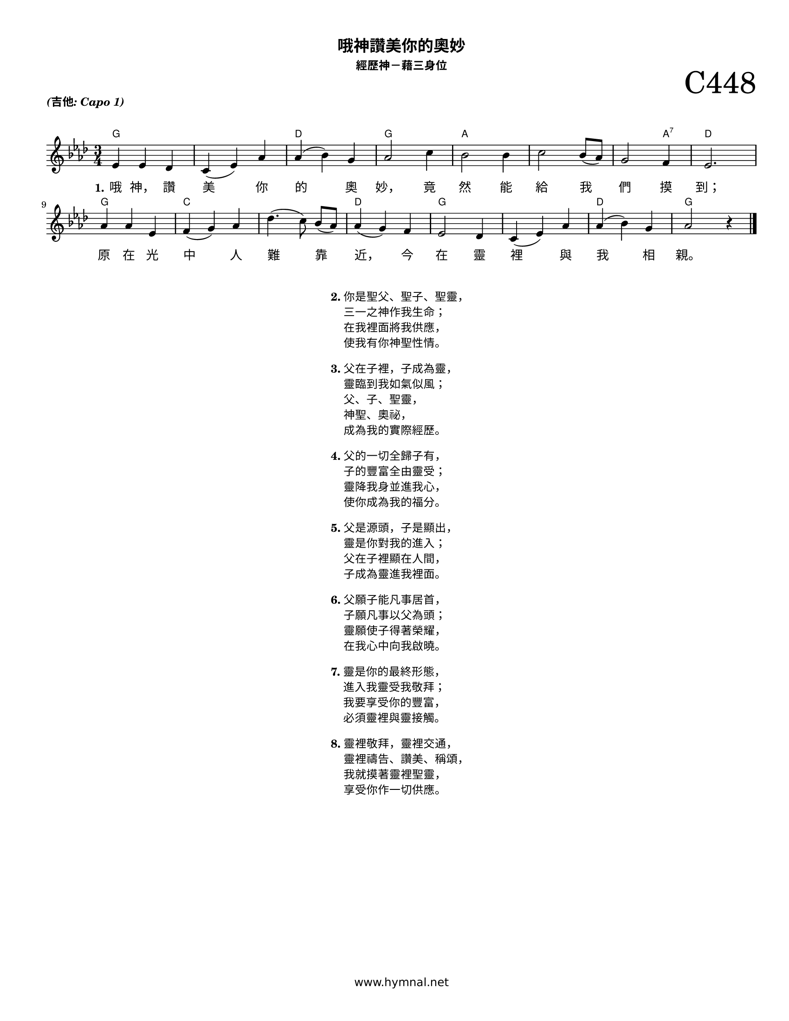 哦神讚美你的奧妙
經歷神－藉三身位
C448
(吉他: Capo 1)
G D G A A7 D
1. 哦 神， 讚 美 你 的 奧 妙， 竟 然 能 給 我 們 摸 到；
9
G C D G D G
原 在 光 中 人 難 靠 近， 今 在 靈 裡 與 我 相 親。
2. 你是聖父、聖子、聖靈，
三一之神作我生命；
在我裡面將我供應，
使我有你神聖性情。
3. 父在子裡，子成為靈，
靈臨到我如氣似風；
父、子、聖靈，
神聖、奧祕，
成為我的實際經歷。
4. 父的一切全歸子有，
子的豐富全由靈受；
靈降我身並進我心，
使你成為我的福分。
5. 父是源頭，子是顯出，
靈是你對我的進入；
父在子裡顯在人間，
子成為靈進我裡面。
6. 父願子能凡事居首，
子願凡事以父為頭；
靈願使子得著榮耀，
在我心中向我啟曉。
7. 靈是你的最終形態，
進入我靈受我敬拜；
我要享受你的豐富，
必須靈裡與靈接觸。
8. 靈裡敬拜，靈裡交通，
靈裡禱告、讚美、稱頌，
我就摸著靈裡聖靈，
享受你作一切供應。
www.hymnal.net